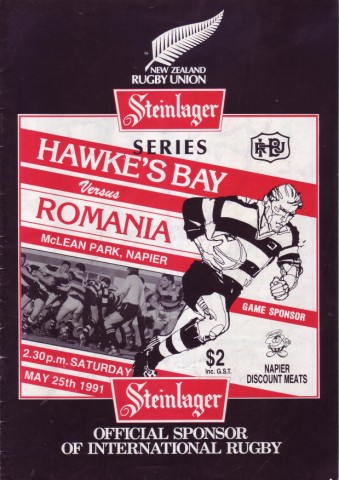 NEW ZEALAND
RUGBY UNION
Steinlager
SERIES
HAWKE'S BAY
Versus
ROMANIA
McLEAN PARK, NAPIER
GAME SPONSOR
2.30p.m. SATURDAY
MAY 25th 1991
$2
Inc. G.S.T.
NAPIER
DISCOUNT MEATS
Steinlager
OFFICIAL SPONSOR
OF INTERNATIONAL RUGBY